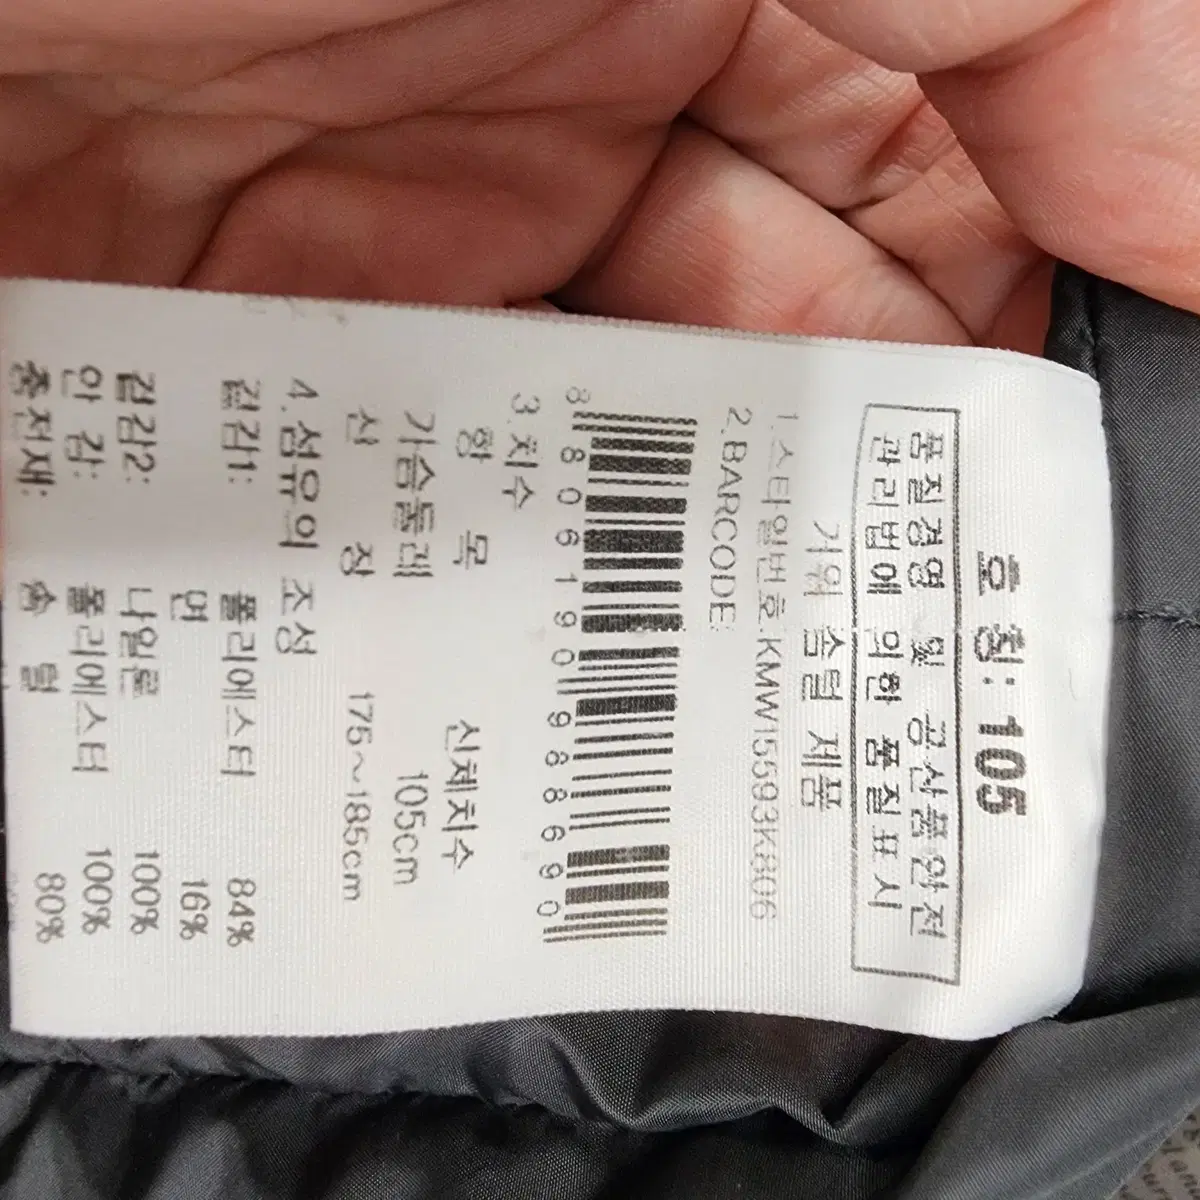 호 칭: 105
품질경영 및 공산품안전
관리법에 의한 품질표시
거위 솜털 제품
1.스타일번호.KMW15593K806
2.BARCODE:
8806190988690
3.치수
항 목 신체치수
가슴둘레 105cm
신 장 175~185cm
4.섬유의 조성
겉감1: 폴리에스터 84%
면 16%
겉감2: 나일론 100%
안 감: 폴리에스터 100%
충전재: 솜 털 80%